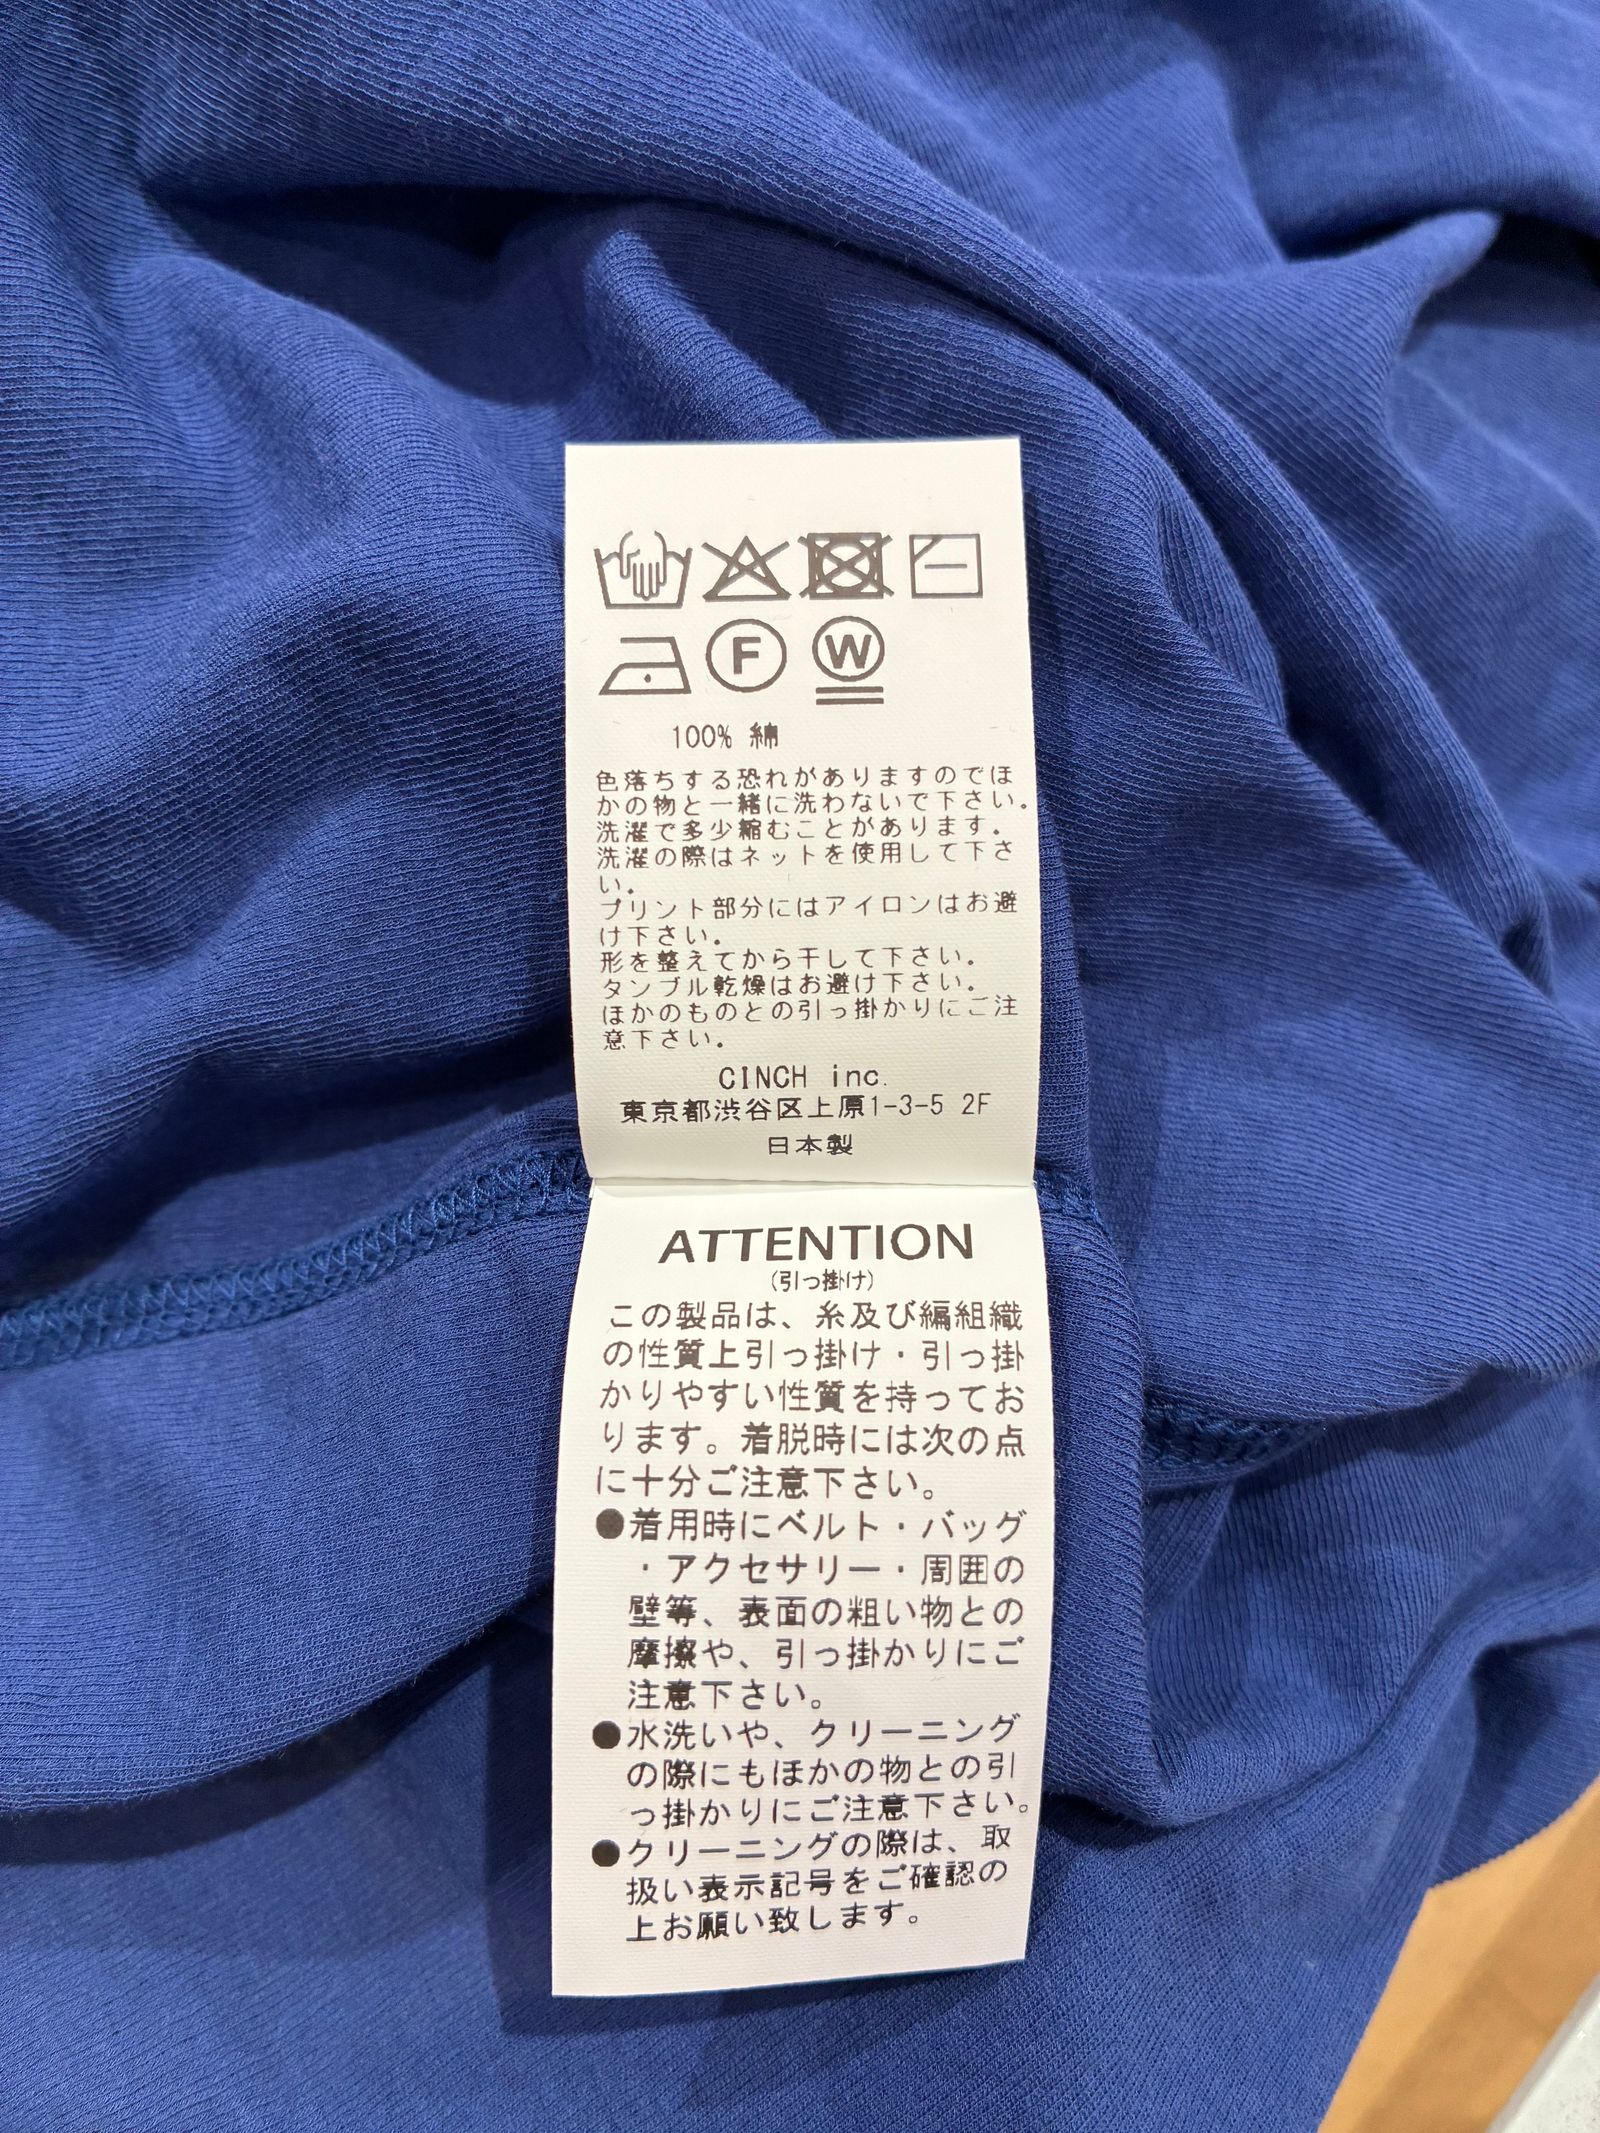 F W
100% 綿
色落ちする恐れがありますのでほ
かの物と一緒に洗わないで下さい。
洗濯で多少縮むことがあります。
洗濯の際はネットを使用して下さ
い。
プリント部分にはアイロンはお避
け下さい。
形を整えてから干して下さい。
タンブル乾燥はお避け下さい。
ほかのものとの引っ掛かりにご注
意下さい。
CINCH inc.
東京都渋谷区上原1-3-5 2F
日本製
ATTENTION
(引っ掛け)
この製品は、糸及び編組織
の性質上引っ掛け・引っ掛
かりやすい性質を持ってお
ります。着脱時には次の点
に十分ご注意下さい。
●着用時にベルト・バッグ
・アクセサリー・周囲の
壁等、表面の粗い物との
摩擦や、引っ掛かりにご
注意下さい。
●水洗いや、クリーニング
の際にもほかの物との引
っ掛かりにご注意下さい。
●クリーニングの際は、取
扱い表示記号をご確認の
上お願い致します。